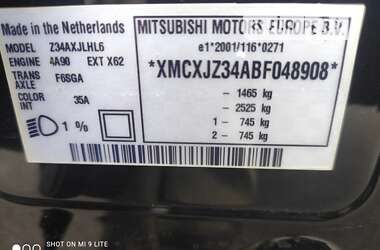 Made in the Netherlands
MODEL Z34AXJLHL6
ENGINE 4A90 EXT X62
TRANS AXLE F6SGA
COLOR INT 35A
MITSUBISHI MOTORS EUROPE B.V.
e1*2001/116*0271
*XMCXJZ34ABF048908*
- 1465 kg
- 2525 kg
1 - 745 kg
2 - 745 kg
SHOT ON MI 9 LITE